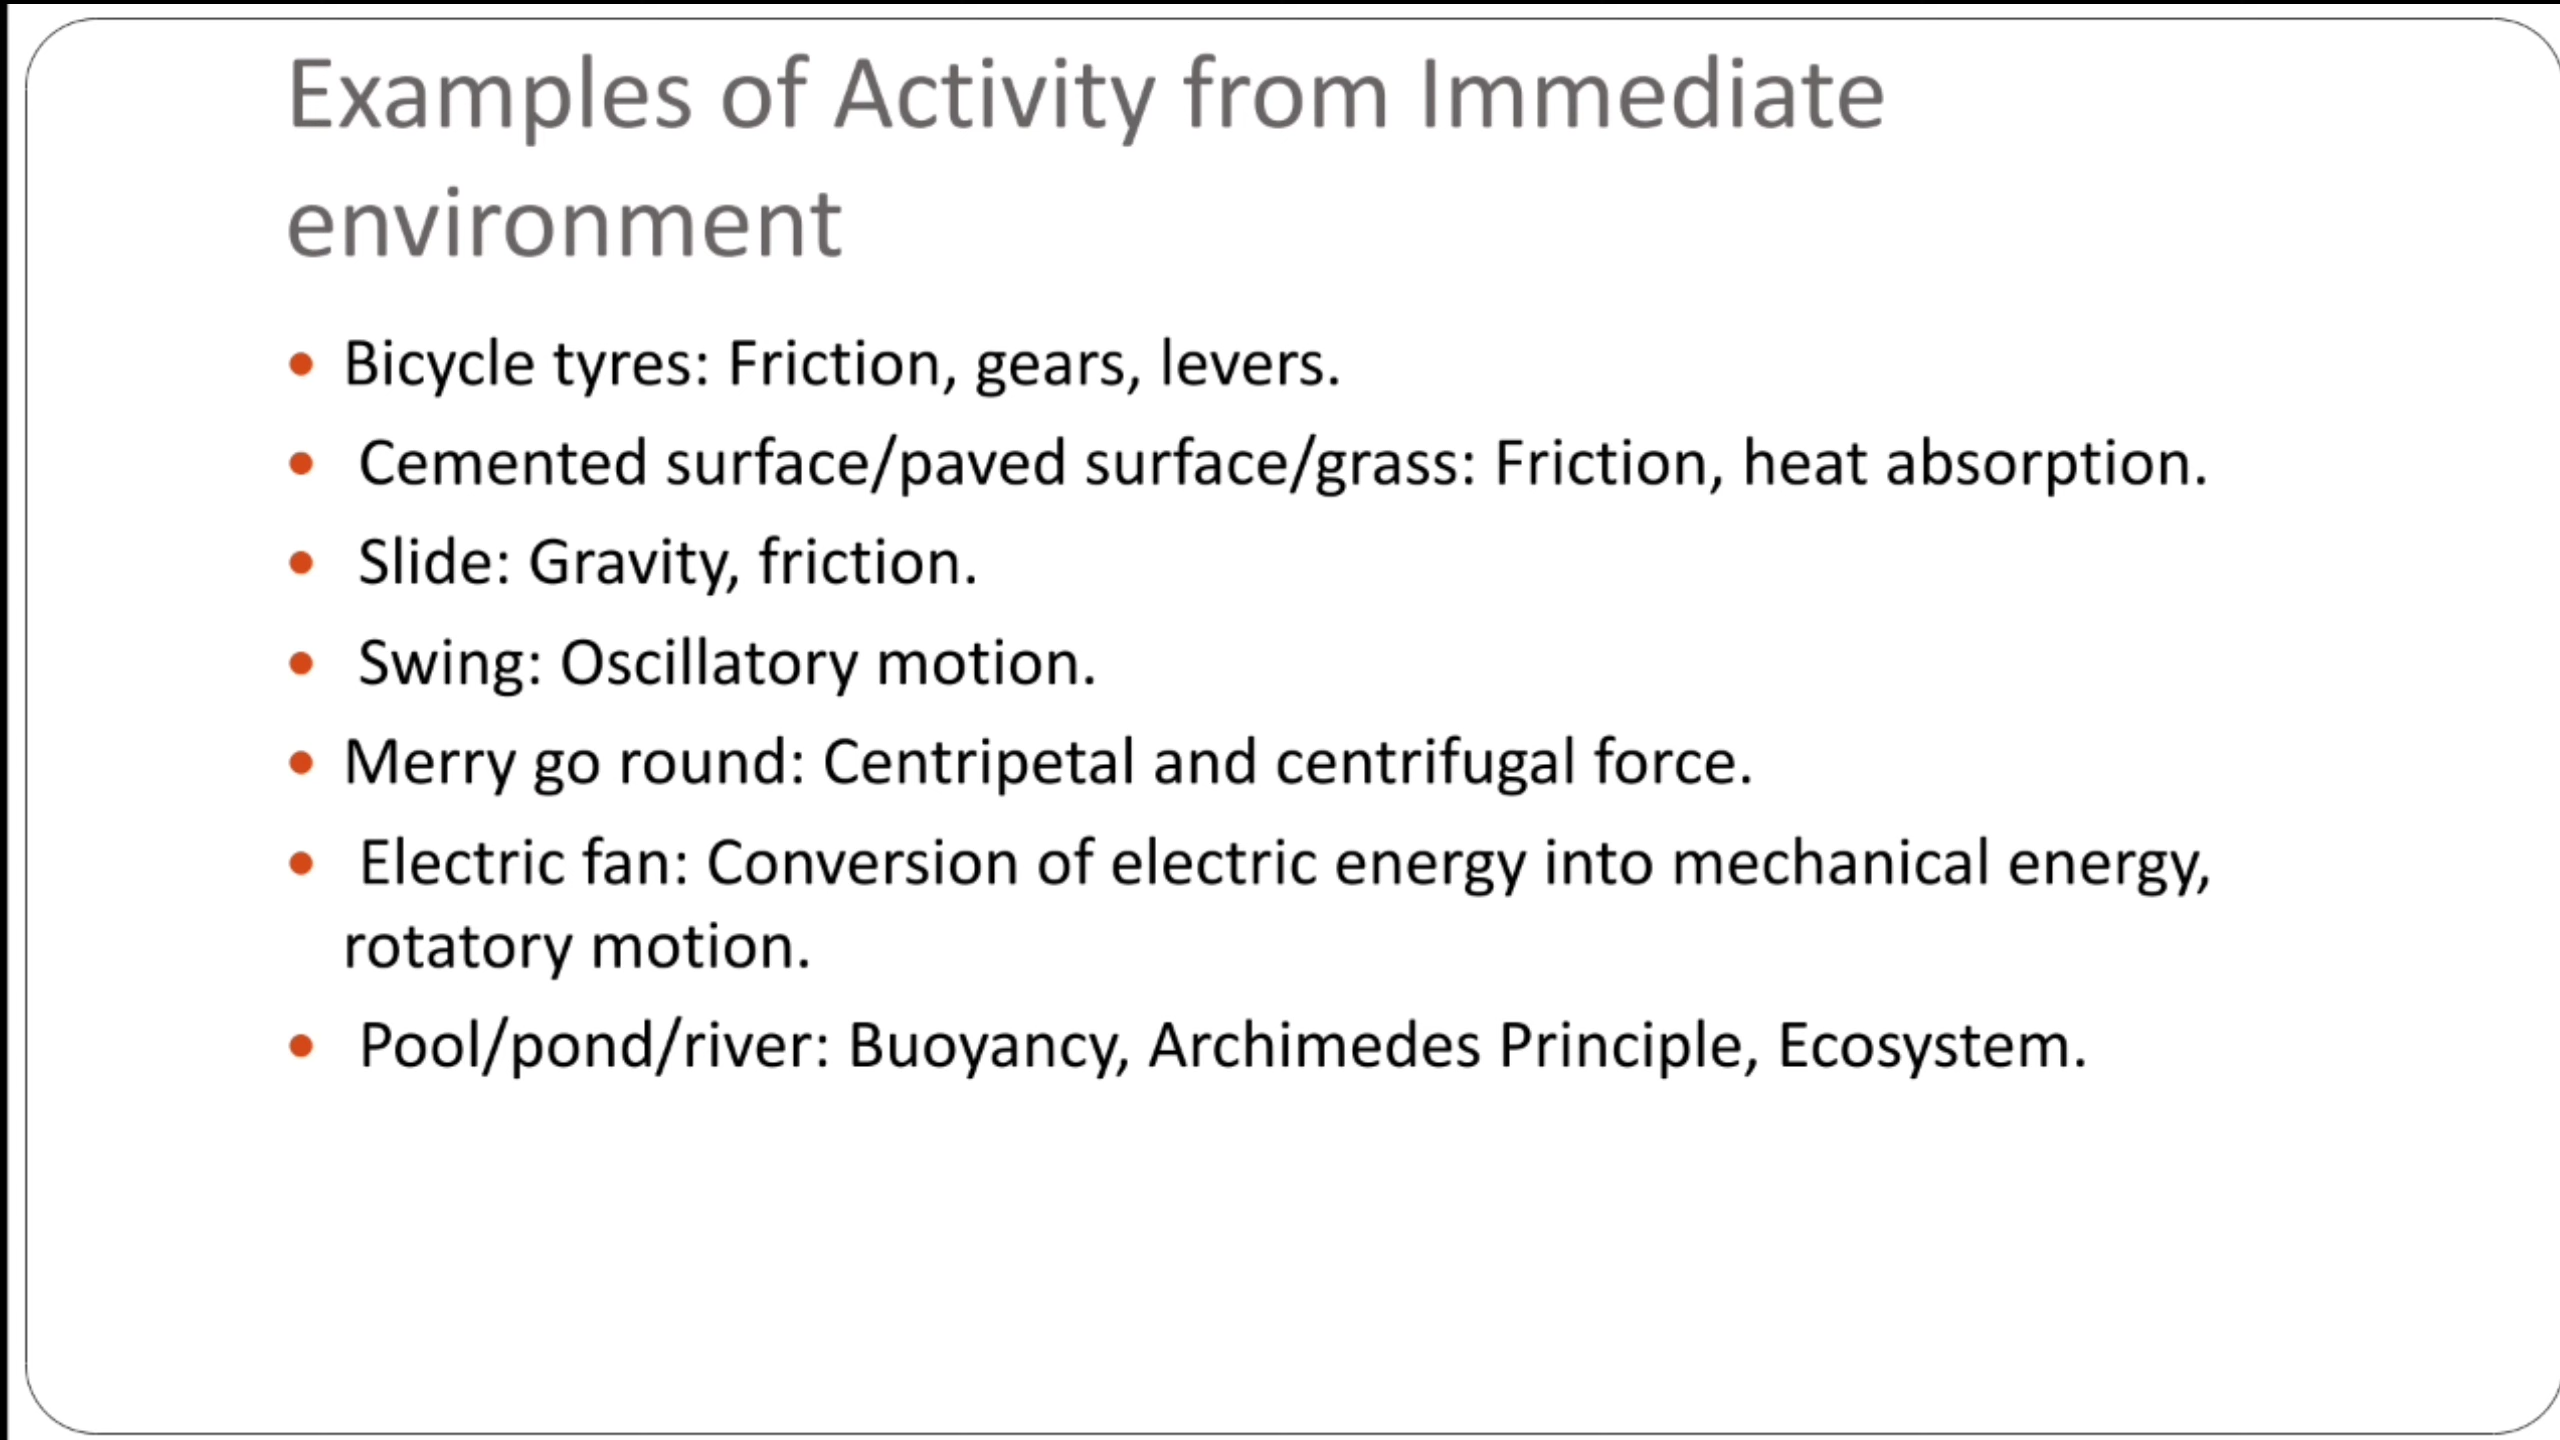 Examples of Activity from Immediate
environment
• Bicycle tyres: Friction, gears, levers.
• Cemented surface/paved surface/grass: Friction, heat absorption.
• Slide: Gravity, friction.
• Swing: Oscillatory motion.
• Merry go round: Centripetal and centrifugal force.
• Electric fan: Conversion of electric energy into mechanical energy,
rotatory motion.
• Pool/pond/river: Buoyancy, Archimedes Principle, Ecosystem.